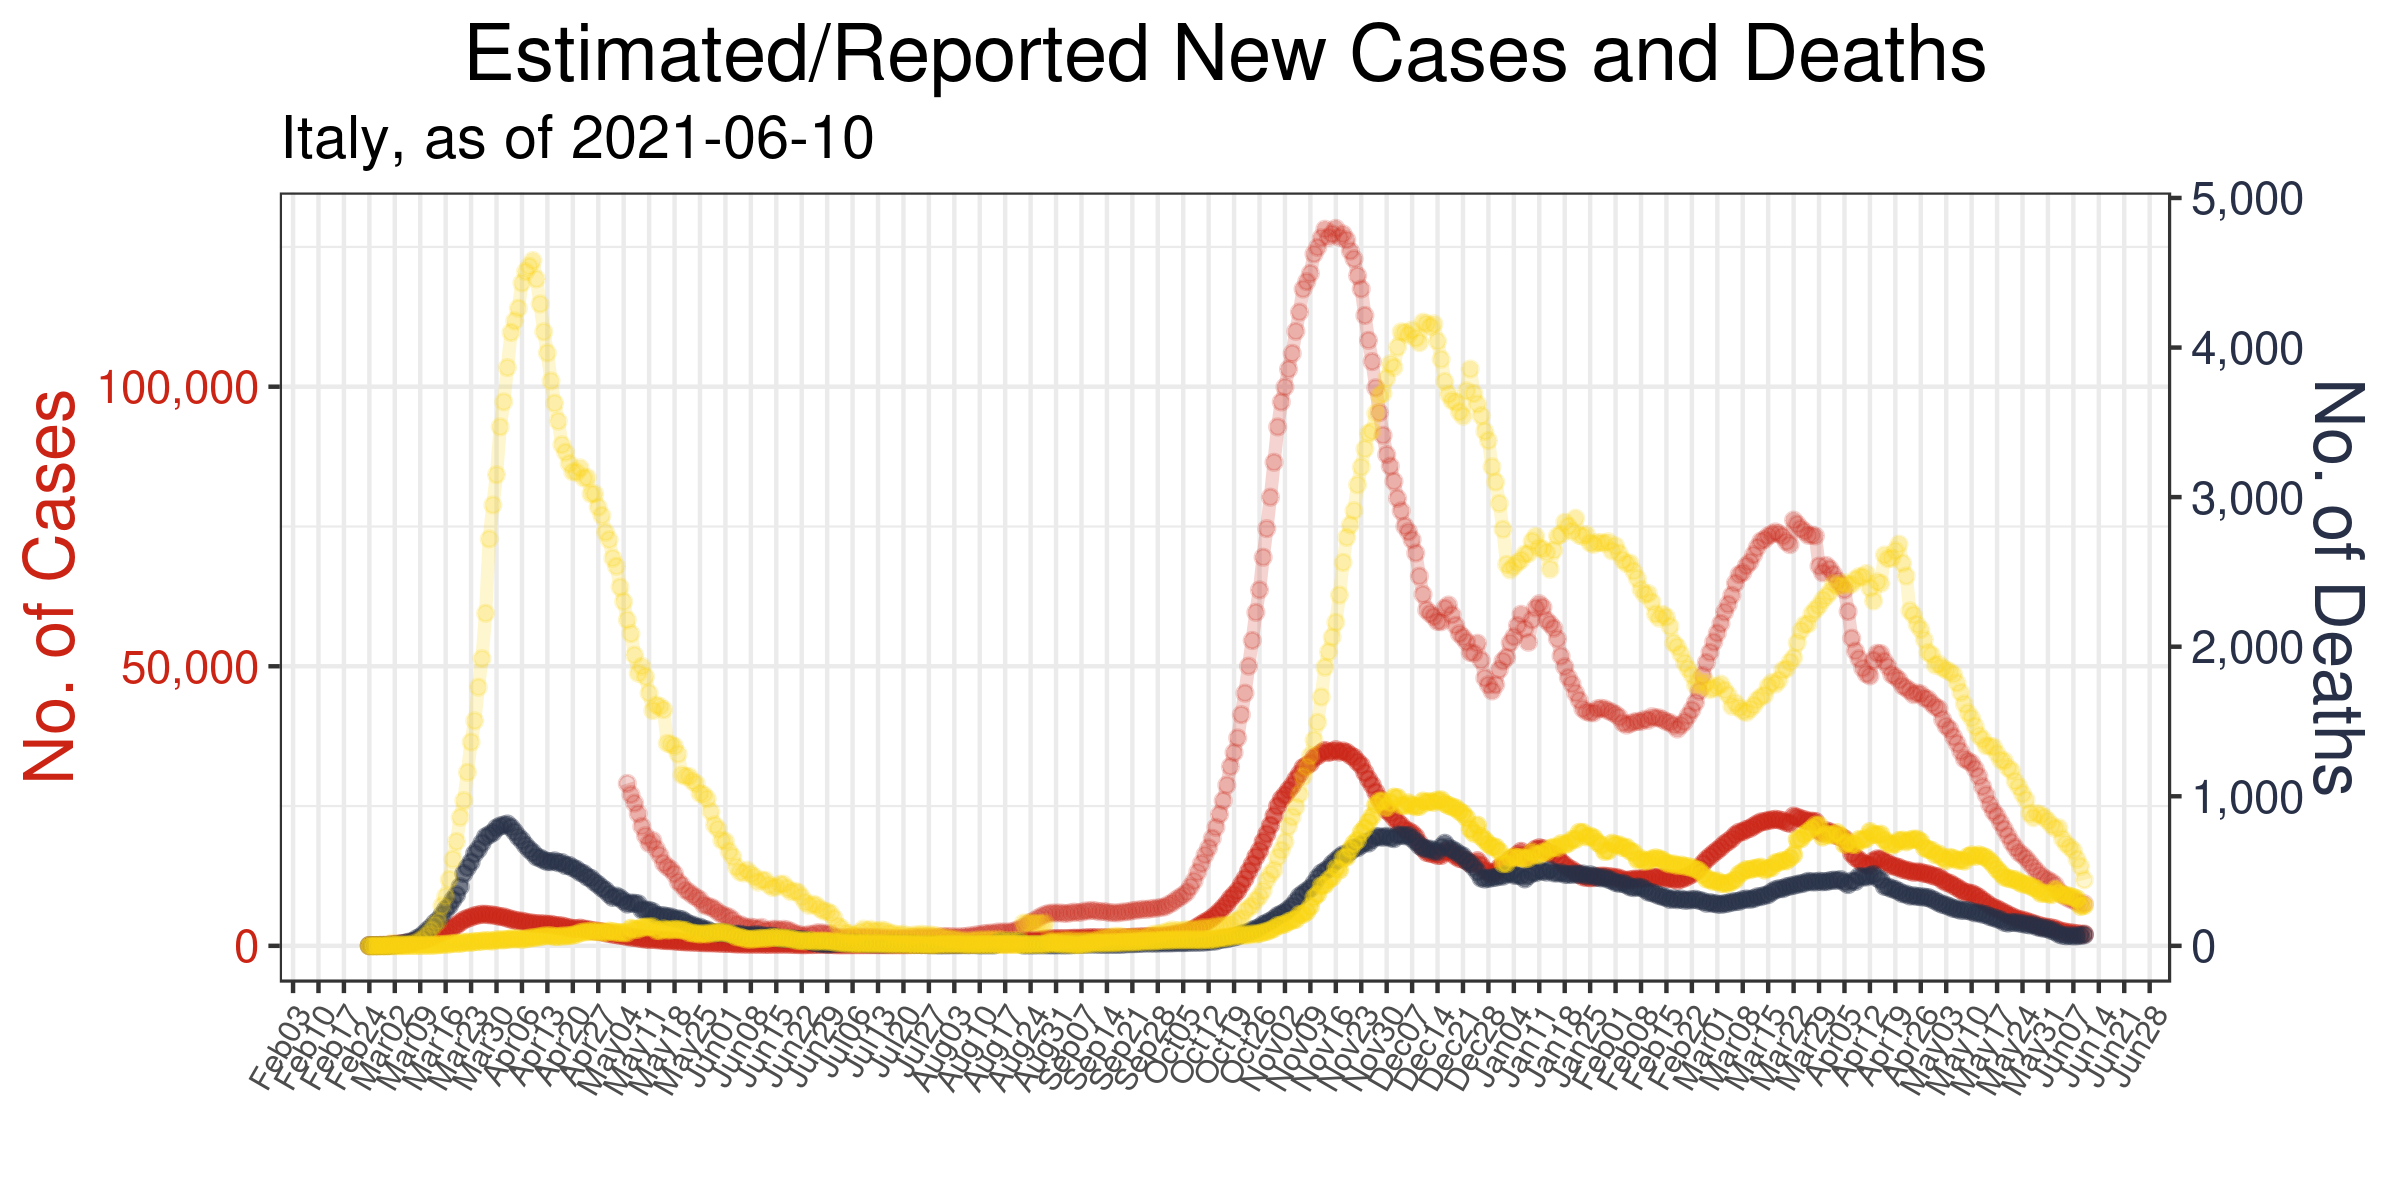 Estimated/Reported New Cases and Deaths
Italy, as of 2021-06-10
No. of Cases
100,000
50,000
0
5,000
4,000
3,000
2,000
1,000
0
No. of Deaths
Feb03
Feb10
Feb17
Feb24
Mar02
Mar09
Mar16
Mar23
Mar30
Apr06
Apr13
Apr20
Apr27
May04
May11
May18
May25
Jun01
Jun08
Jun15
Jun22
Jun29
Jul06
Jul13
Jul20
Jul27
Aug03
Aug10
Aug17
Aug24
Aug31
Sep07
Sep14
Sep21
Sep28
Oct05
Oct12
Oct19
Oct26
Nov02
Nov09
Nov16
Nov23
Nov30
Dec07
Dec14
Dec21
Dec28
Jan04
Jan11
Jan18
Jan25
Feb01
Feb08
Feb15
Feb22
Mar01
Mar08
Mar15
Mar22
Mar29
Apr05
Apr12
Apr19
Apr26
May03
May10
May17
May24
May31
Jun07
Jun14
Jun21
Jun28